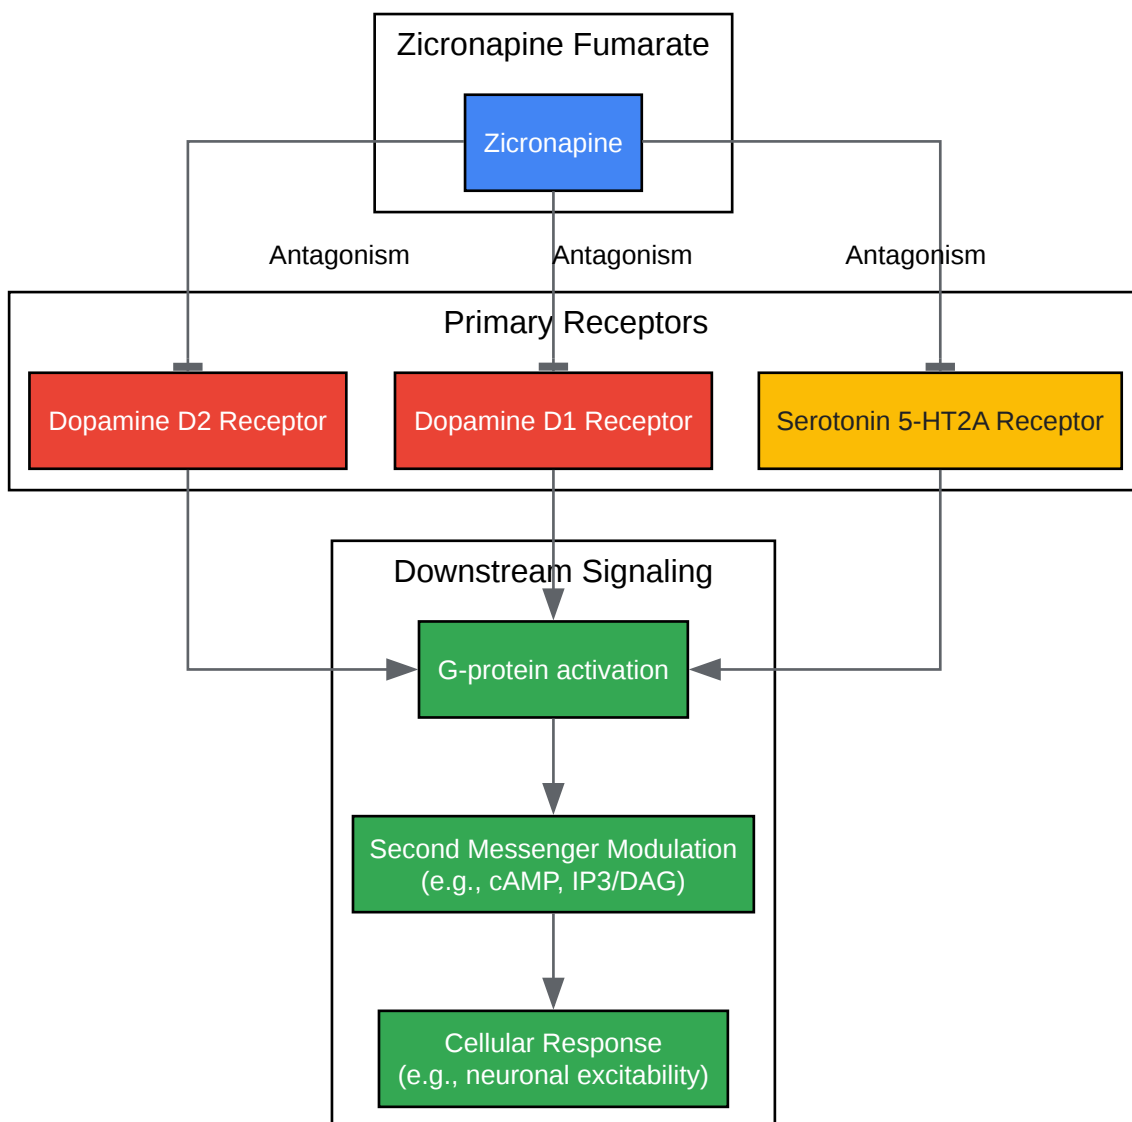 Zicronapine Fumarate
Zicronapine
Antagonism
Antagonism
Antagonism
Primary Receptors
Dopamine D2 Receptor
Dopamine D1 Receptor
Serotonin 5-HT2A Receptor
Downstream Signaling
G-protein activation
Second Messenger Modulation
(e.g., cAMP, IP3/DAG)
Cellular Response
(e.g., neuronal excitability)